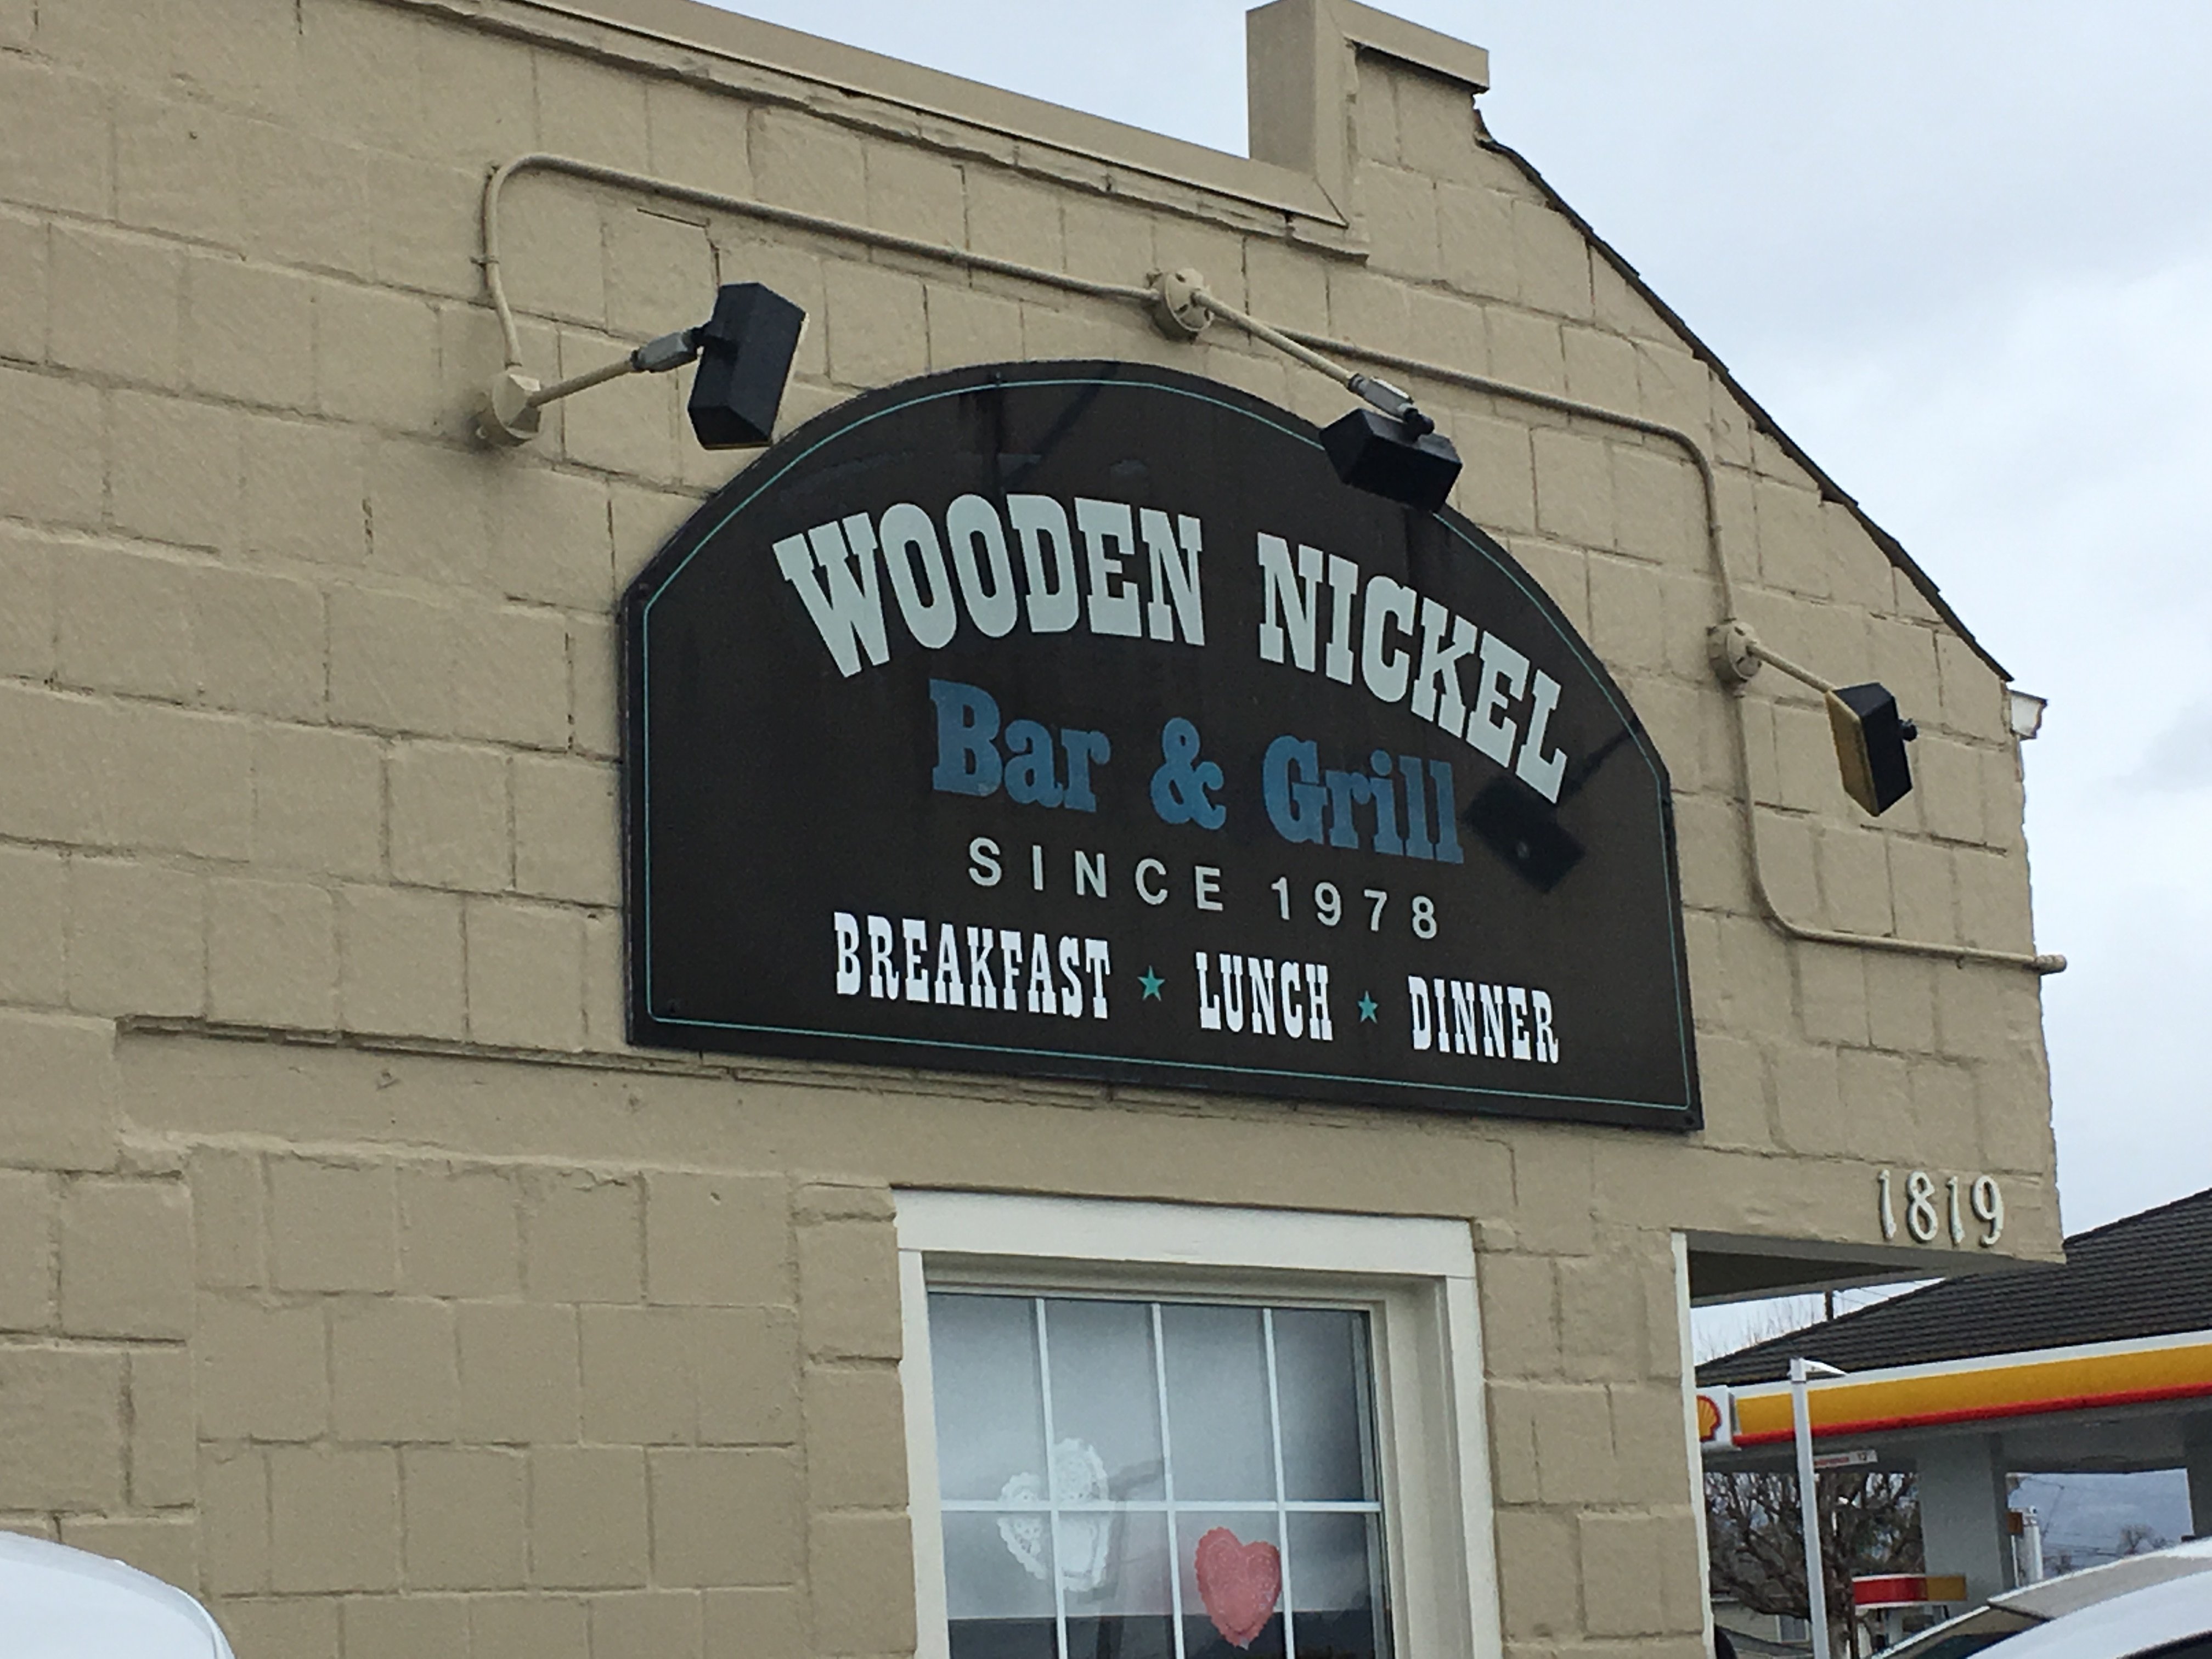 WOODEN NICKEL
Bar & Grill
SINCE 1978
BREAKFAST ★ LUNCH ★ DINNER
1819